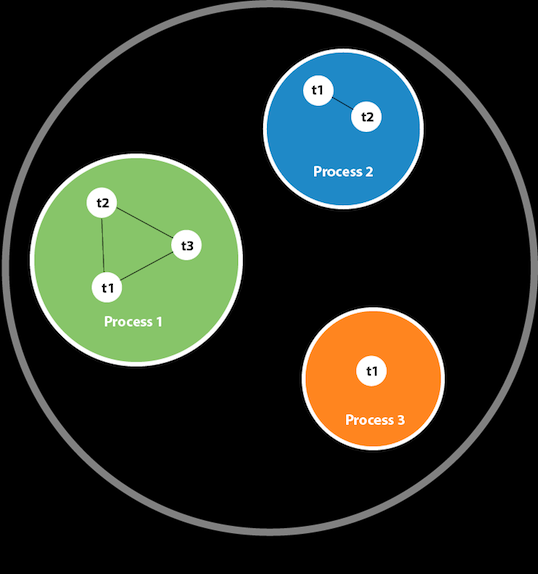 t1
t2
Process 2
t2
t3
t1
Process 1
t1
Process 3